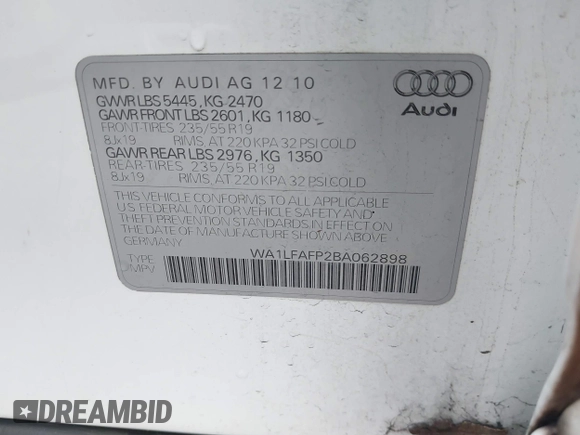 MFD. BY AUDI AG 12 10
GVWR LBS 5445, KG 2470
GAWR FRONT LBS 2601, KG 1180
FRONT-TIRES 235/55 R19
8Jx19 RIMS, AT 220 KPA 32 PSI COLD
GAWR REAR LBS 2976, KG 1350
REAR-TIRES 235/55 R19
8Jx19 RIMS, AT 220 KPA 32 PSI COLD
Audi
THIS VEHICLE CONFORMS TO ALL APPLICABLE
U.S. FEDERAL MOTOR VEHICLE SAFETY AND
THEFT PREVENTION STANDARDS IN EFFECT ON
THE DATE OF MANUFACTURE SHOWN ABOVE.
GERMANY
TYPE: WA1LFAFP2BA062898
/MPV
DREAMBID